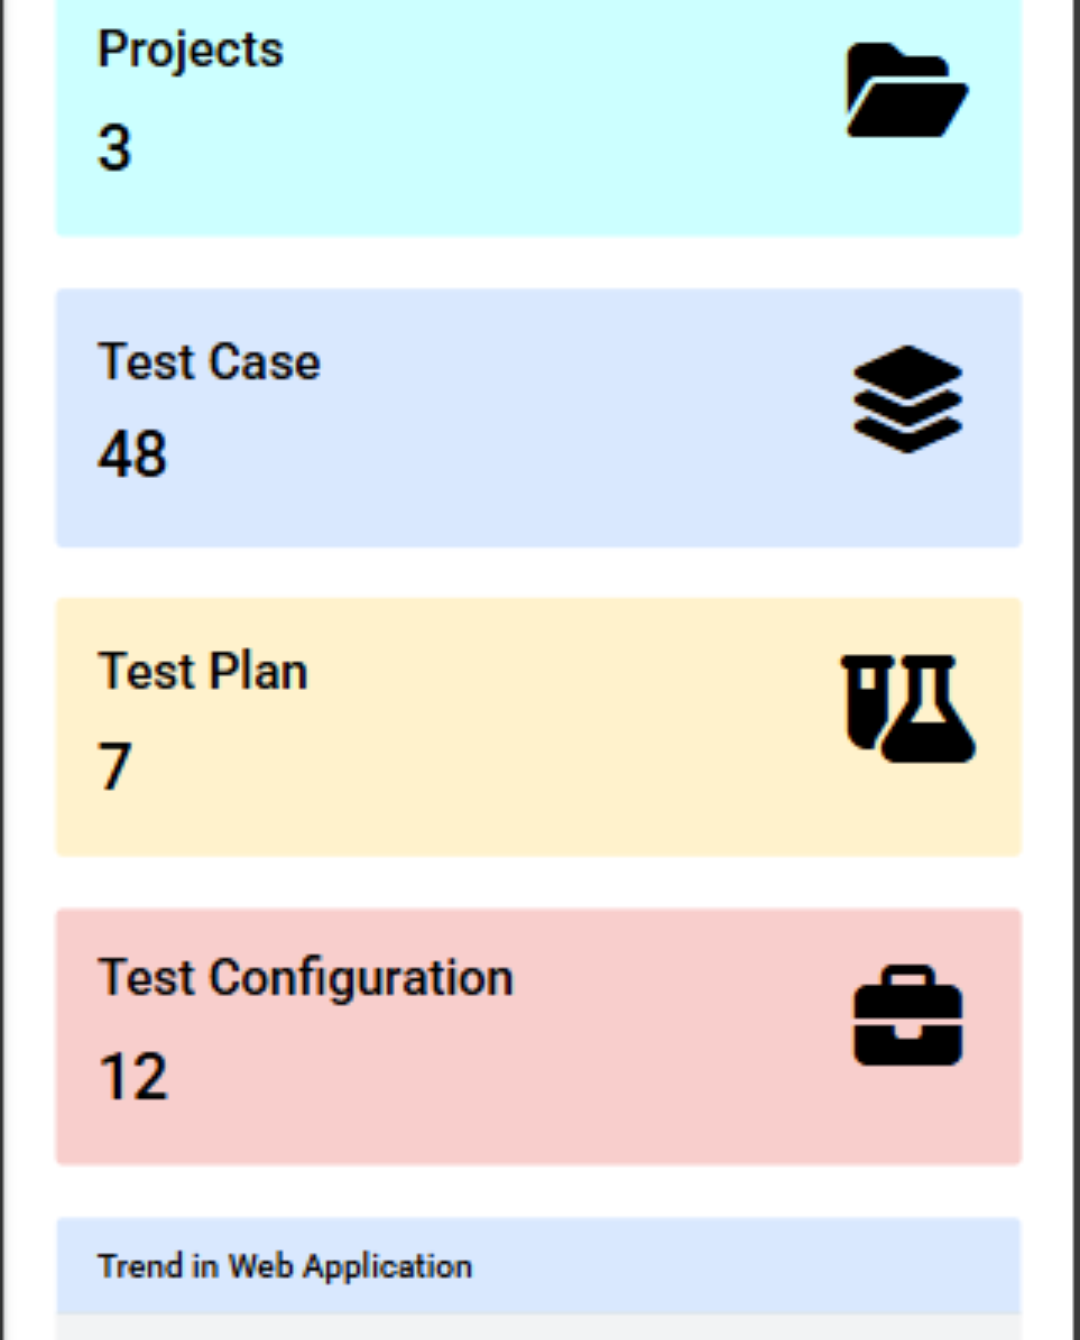 Projects
3
Test Case
48
Test Plan
7
Test Configuration
12
Trend in Web Application